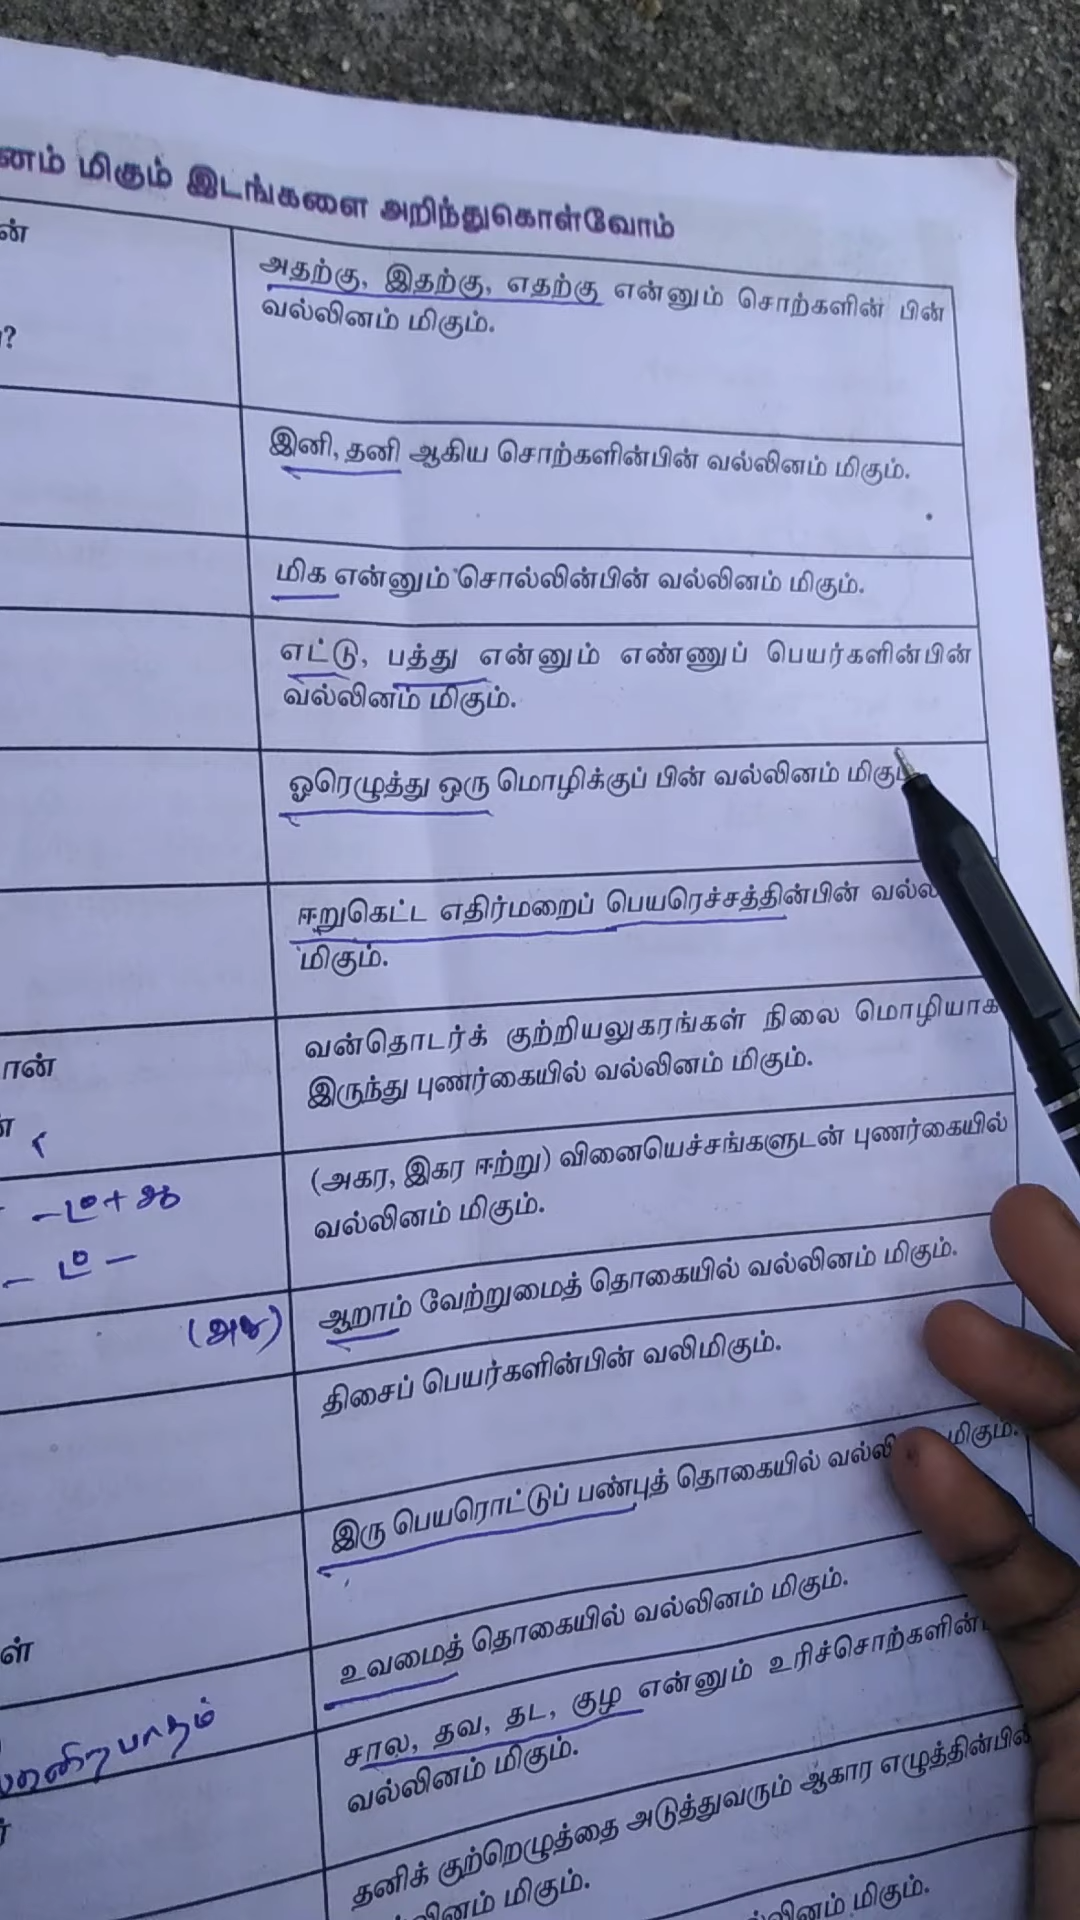 மிகும் இடங்களை அறிந்துகொள்வோம்
அதற்கு, இதற்கு, எதற்கு என்னும் சொற்களின் பின்
வல்லினம் மிகும்.
இனி, தனி ஆகிய சொற்களின்பின் வல்லினம் மிகும்.
மிக என்னும் சொல்லின்பின் வல்லினம் மிகும்.
எட்டு, பத்து என்னும் எண்ணுப் பெயர்களின்பின்
வல்லினம் மிகும்.
ஓரெழுத்து ஒரு மொழிக்குப் பின் வல்லினம்
ஈறுகெட்ட எதிர்மறைப் பெயரெச்சத்தின்பின்
மிகும்.
வன்தொடர்க் குற்றியலுகரங்கள் நிலை மொழியாக
இருந்து புணர்கையில் வல்லினம் மிகும்.
(அகர, இகர ஈற்று) வினையெச்சங்களுடன் புணர்கையில்
வல்லினம் மிகும்.
ஆறாம் வேற்றுமைத் தொகையில் வல்லினம் மிகும்.
திசைப் பெயர்களின்பின் வலிமிகும்.
இரு பெயரொட்டுப் பண்புத் தொகையில் மிகும்.
உவமைத் தொகையில் வல்லினம் மிகும்.
சால, தவ, தட, குழ என்னும்
வல்லினம் மிகும்.
தனிக் குற்றெழுத்தை அடுத்துவரும் ஆகார எழுத்தின்பின்
மிகும்.
மிகும்.